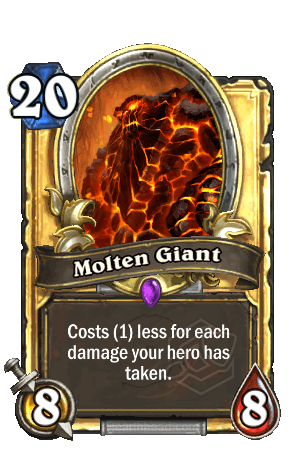 20
Molten Giant
Costs (1) less for each
damage your hero has
taken.
8
8